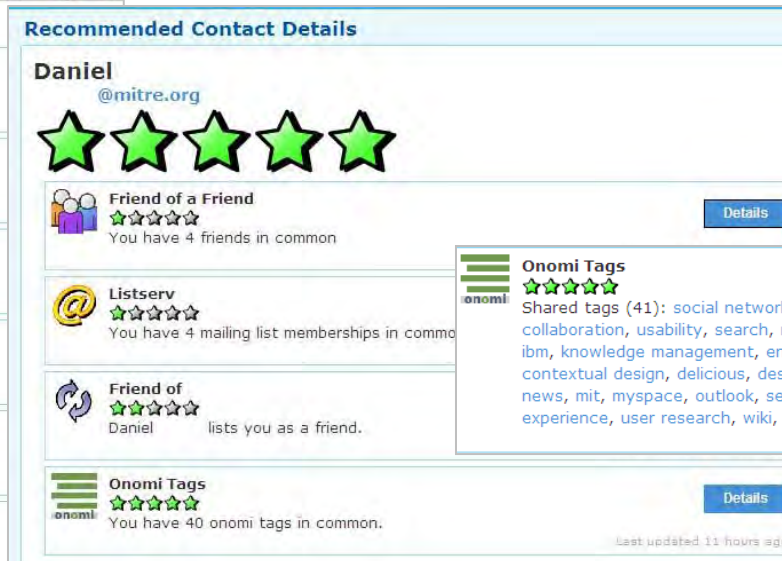 Recommended Contact Details
Daniel
@mitre.org
Friend of a Friend
Details
You have 4 friends in common
Listserv
You have 4 mailing list memberships in commo
Friend of
Daniel lists you as a friend.
onomi
Onomi Tags
Shared tags (41): social networ
collaboration, usability, search,
ibm, knowledge management, en
contextual design, delicious, des
news, mit, myspace, outlook, se
experience, user research, wiki,
onomi
Onomi Tags
Details
You have 40 onomi tags in common.
Last updated 11 hours ag